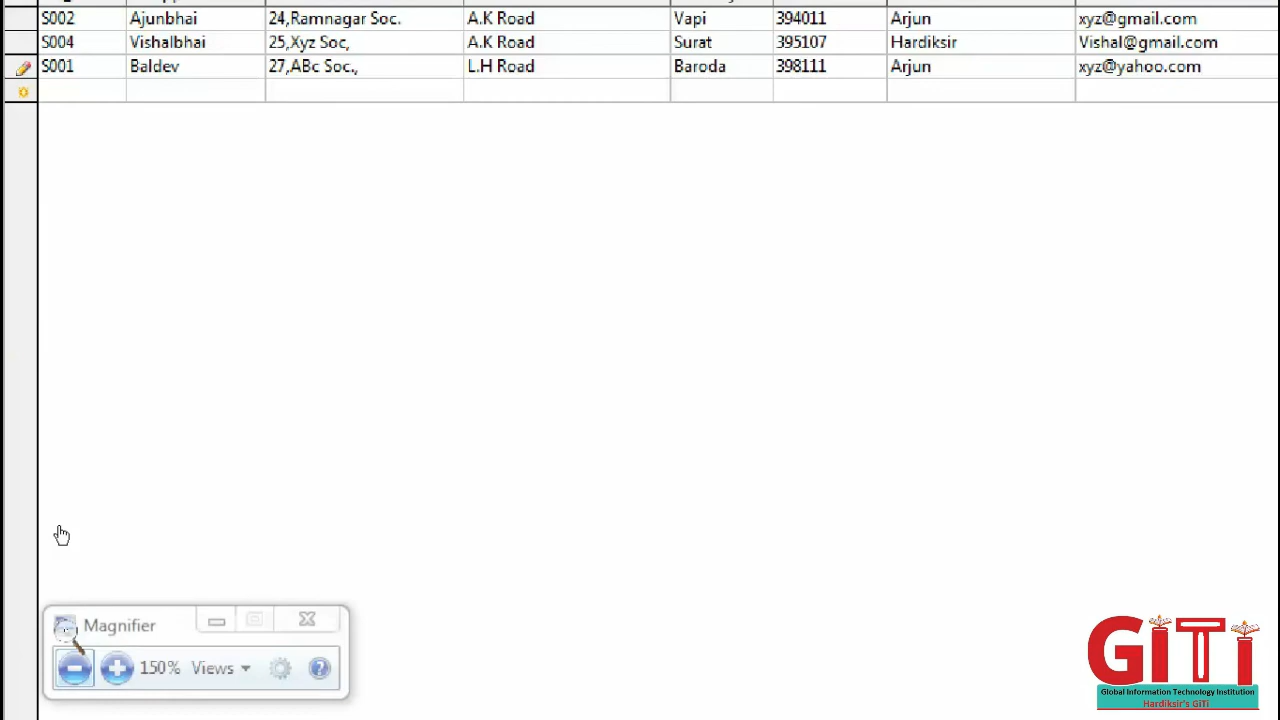 S002 Ajunbhai 24,Ramnagar Soc. A.K Road Vapi 394011 Arjun xyz@gmail.com
S004 Vishalbhai 25,Xyz Soc, A.K Road Surat 395107 Hardiksir Vishal@gmail.com
S001 Baldev 27,ABc Soc., L.H Road Baroda 398111 Arjun xyz@yahoo.com
Magnifier
150% Views
GiTi
Global Information Technology Institution
Hardiksir's GiTi